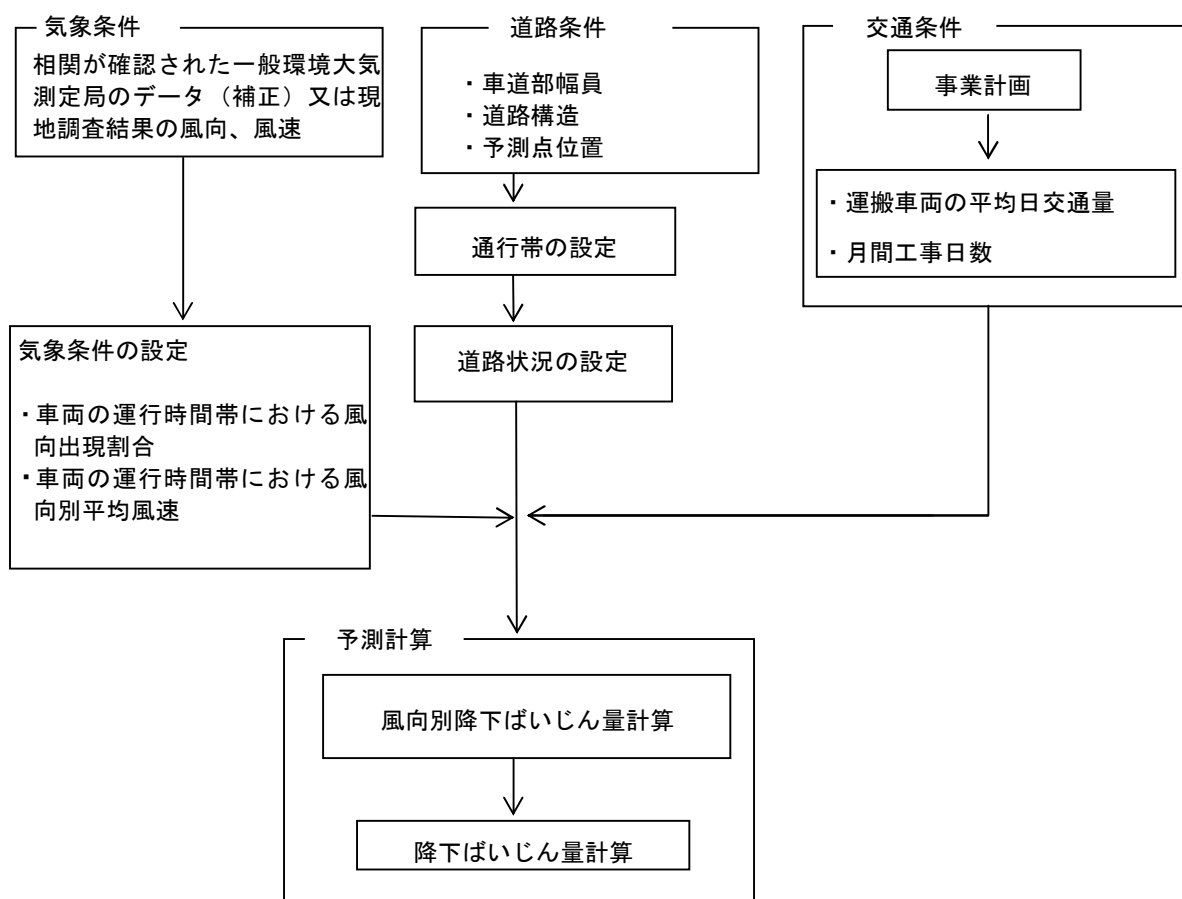 気象条件
相関が確認された一般環境大気
測定局のデータ（補正）又は現
地調査結果の風向、風速
道路条件
・車道部幅員
・道路構造
・予測点位置
交通条件
事業計画
・運搬車両の平均日交通量
・月間工事日数
通行帯の設定
道路状況の設定
気象条件の設定
・車両の運行時間帯における風
向出現割合
・車両の運行時間帯における風
向別平均風速
予測計算
風向別降下ばいじん量計算
降下ばいじん量計算